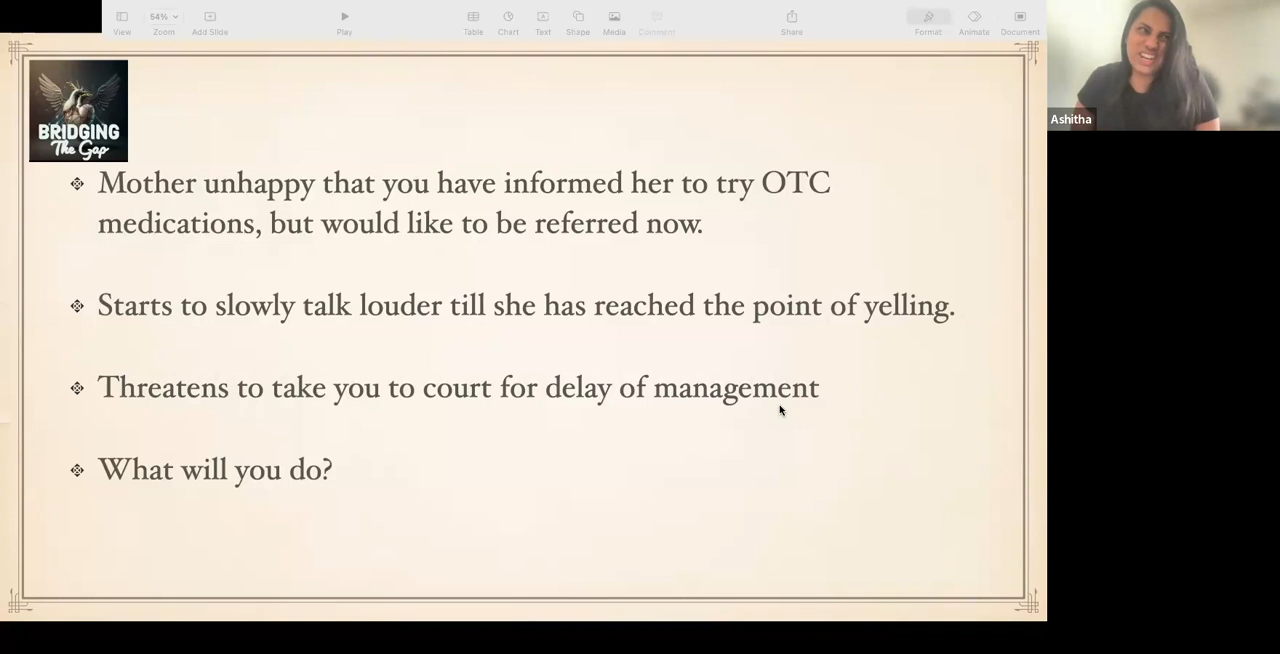 54%
View
Zoom
Add Slide
Play
Table
Chart
Text
Shape
Media
Comment
Share
Format
Animate
Document
Ashitha
BRIDGING
The Gap
Mother unhappy that you have informed her to try OTC
medications, but would like to be referred now.
Starts to slowly talk louder till she has reached the point of yelling.
Threatens to take you to court for delay of management
What will you do?